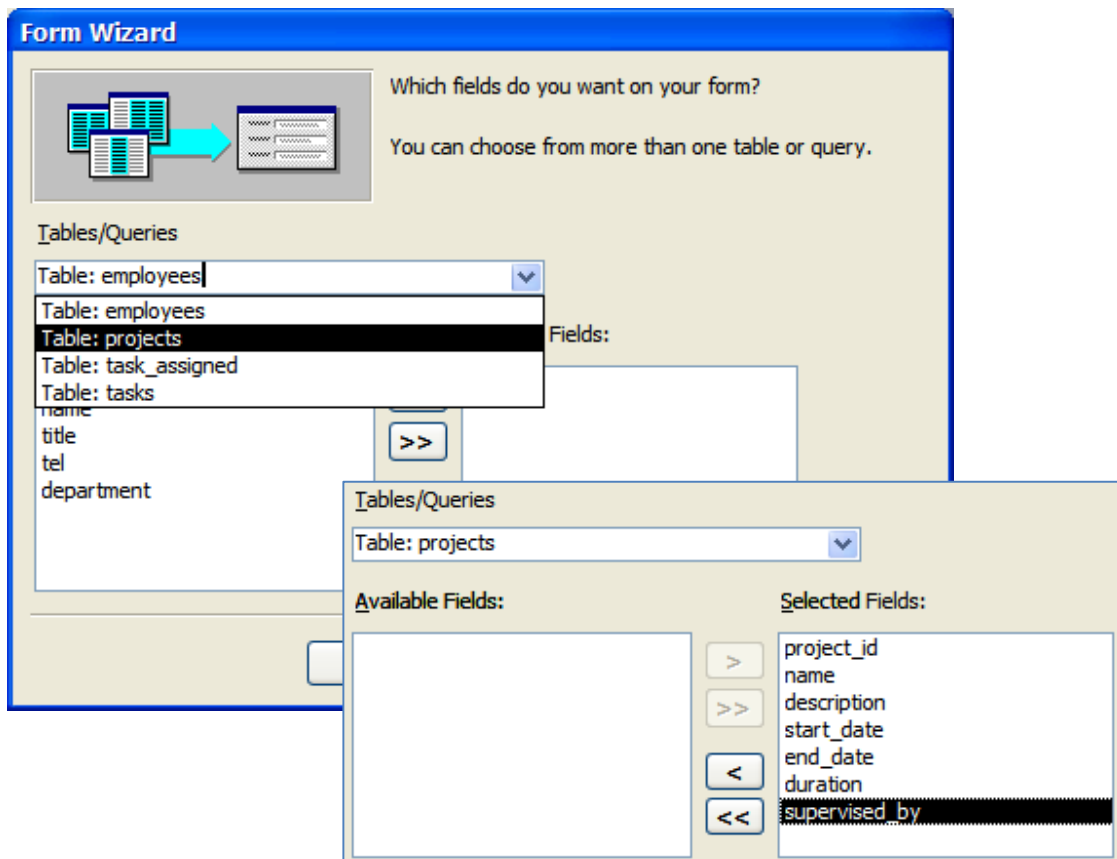 Form Wizard
Which fields do you want on your form?
You can choose from more than one table or query.
Tables/Queries
Table: employees
Table: employees
Table: projects
Table: task_assigned
Table: tasks
Fields:
name
title
tel
department
>>
Tables/Queries
Table: projects
Available Fields:
Selected Fields:
>
>>
<
<<
project_id
name
description
start_date
end_date
duration
supervised_by